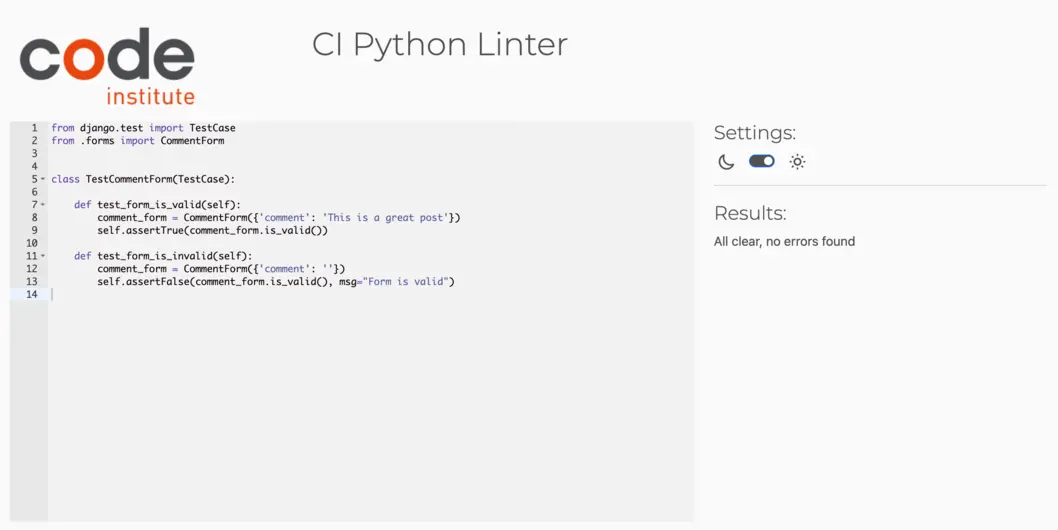 code
institute
CI Python Linter
1 from django.test import TestCase
2 from .forms import CommentForm
3
4
5 class TestCommentForm(TestCase):
6
7     def test_form_is_valid(self):
8         comment_form = CommentForm({'comment': 'This is a great post'})
9         self.assertTrue(comment_form.is_valid())
10
11     def test_form_is_invalid(self):
12         comment_form = CommentForm({'comment': ''})
13         self.assertFalse(comment_form.is_valid(), msg="Form is valid")
14
Settings:
Results:
All clear, no errors found